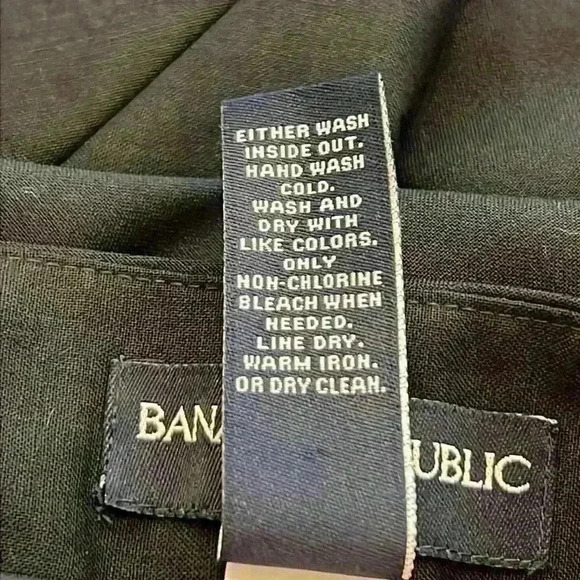 EITHER WASH
INSIDE OUT.
HAND WASH
COLD.
WASH AND
DRY WITH
LIKE COLORS.
ONLY
NON-CHLORINE
BLEACH WHEN
NEEDED.
LINE DRY.
WARM IRON.
OR DRY CLEAN.
BANA UBLIC